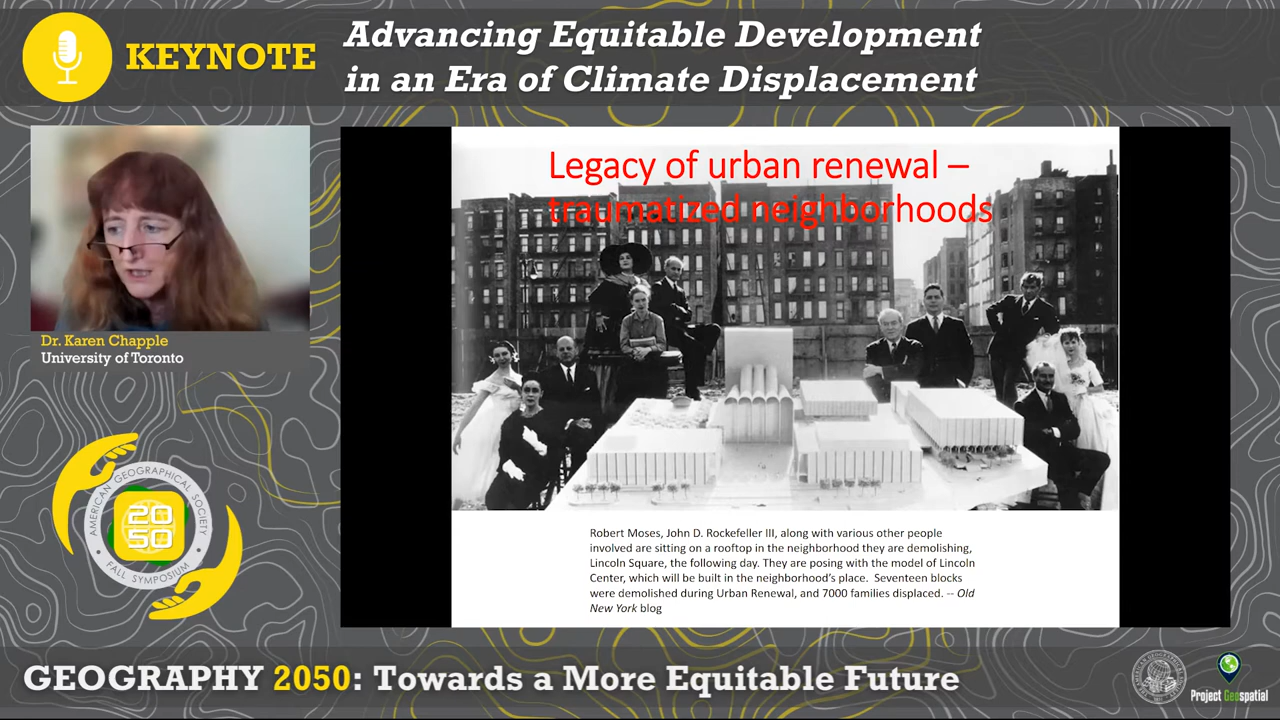 KEYNOTE
Advancing Equitable Development
in an Era of Climate Displacement
Legacy of urban renewal –
traumatized neighborhoods
Dr. Karen Chapple
University of Toronto
AMERICAN GEOGRAPHICAL SOCIETY
2050
FALL SYMPOSIUM
Robert Moses, John D. Rockefeller III, along with various other people
involved are sitting on a rooftop in the neighborhood they are demolishing,
Lincoln Square, the following day. They are posing with the model of Lincoln
Center, which will be built in the neighborhood's place. Seventeen blocks
were demolished during Urban Renewal, and 7000 families displaced. -- Old
New York blog
GEOGRAPHY 2050: Towards a More Equitable Future
Project Geospatial